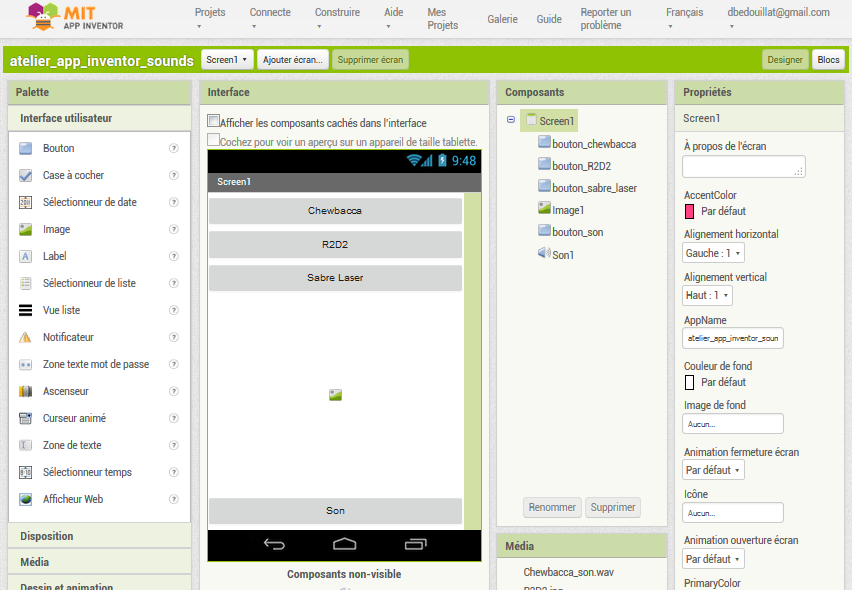 MIT
APP INVENTOR
Projets
Connecte
Construire
Aide
Mes Projets
Galerie
Guide
Reporter un problème
Français
dbedouillat@gmail.com
atelier_app_inventor_sounds
Screen1
Ajouter écran...
Supprimer écran
Designer
Blocs
Palette
Interface utilisateur
Bouton
Case à cocher
Sélectionneur de date
Image
Label
Sélectionneur de liste
Vue liste
Notificateur
Zone texte mot de passe
Ascenseur
Curseur animé
Zone de texte
Sélectionneur temps
Afficheur Web
Disposition
Média
Dessin et animation
Interface
Afficher les composants cachés dans l'interface
Cochez pour voir un aperçu sur un appareil de taille tablette.
9:48
Screen1
Chewbacca
R2D2
Sabre Laser
Son
Composants non-visible
Composants
Screen1
bouton_chewbacca
bouton_R2D2
bouton_sabre_laser
Image1
bouton_son
Son1
Renommer
Supprimer
Média
Chewbacca_son.wav
R2D2.jpg
Propriétés
Screen1
À propos de l'écran
AccentColor
Par défaut
Alignement horizontal
Gauche : 1
Alignement vertical
Haut : 1
AppName
atelier_app_inventor_soun
Couleur de fond
Par défaut
Image de fond
Aucun...
Animation fermeture écran
Par défaut
Icône
Aucun...
Animation ouverture écran
Par défaut
PrimaryColor